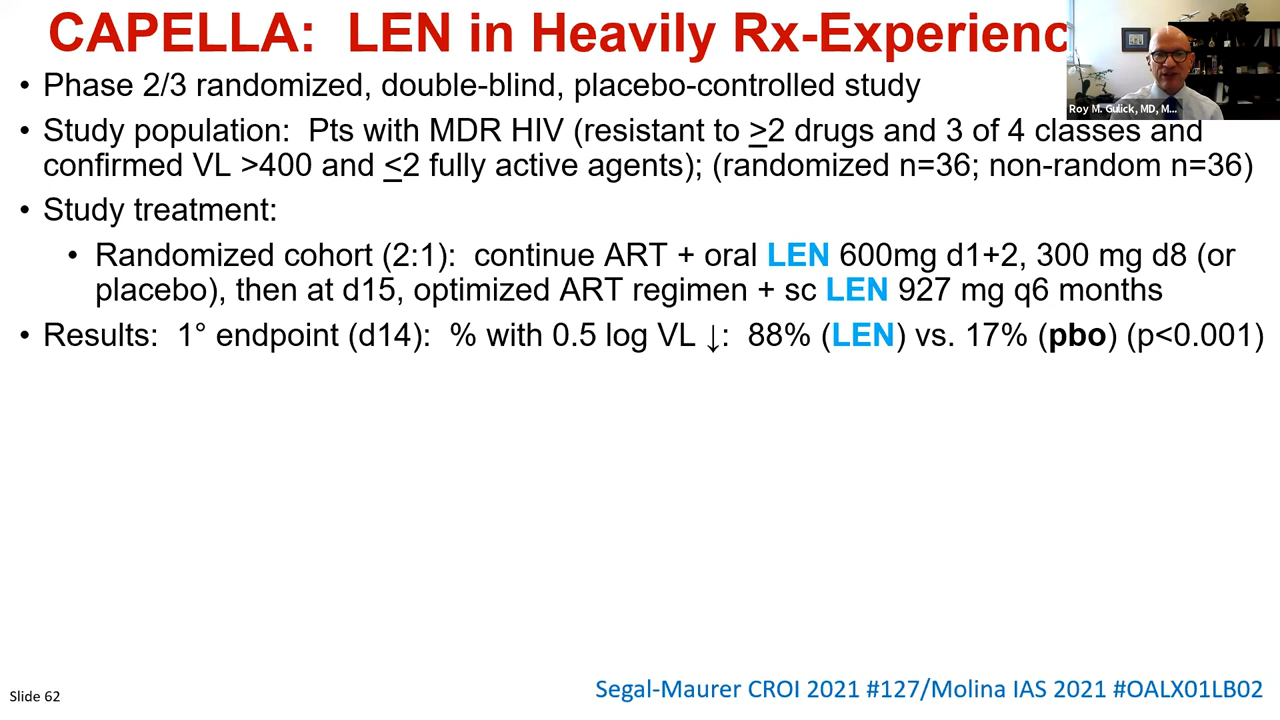 CAPELLA: LEN in Heavily Rx-Experienc
Roy M. Gulick, MD, M...
• Phase 2/3 randomized, double-blind, placebo-controlled study
• Study population: Pts with MDR HIV (resistant to ≥2 drugs and 3 of 4 classes and
confirmed VL >400 and ≤2 fully active agents); (randomized n=36; non-random n=36)
• Study treatment:
• Randomized cohort (2:1): continue ART + oral LEN 600mg d1+2, 300 mg d8 (or
placebo), then at d15, optimized ART regimen + sc LEN 927 mg q6 months
• Results: 1° endpoint (d14): % with 0.5 log VL ↓: 88% (LEN) vs. 17% (pbo) (p<0.001)
Slide 62
Segal-Maurer CROI 2021 #127/Molina IAS 2021 #OALX01LB02